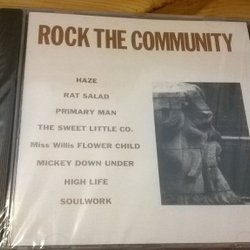 ROCK THE COMMUNITY
HAZE
RAT SALAD
PRIMARY MAN
THE SWEET LITTLE CO.
Miss Willis FLOWER CHILD
MICKEY DOWN UNDER
HIGH LIFE
SOULWORK